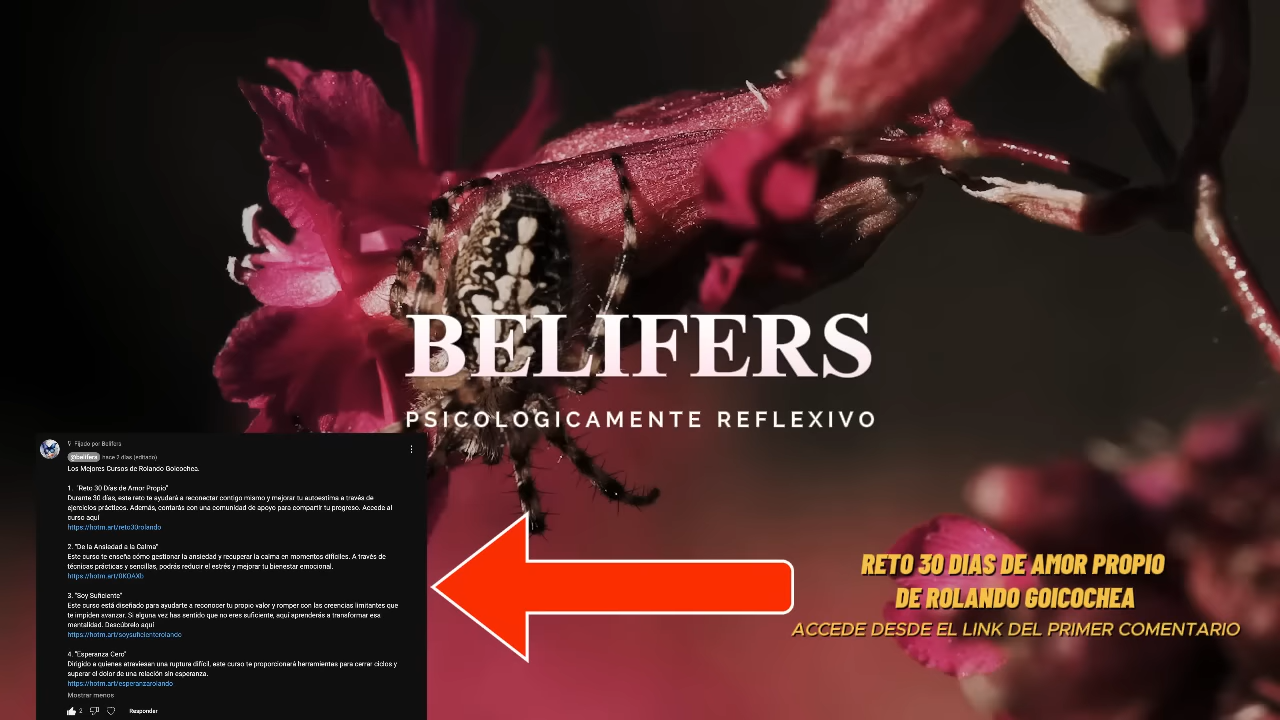 BELIFERS
PSICOLOGICAMENTE REFLEXIVO
Fijado por Belifers
@belifers hace 2 días (editado)
Los Mejores Cursos de Rolando Goicochea.
1. "Reto 30 Días de Amor Propio"
Durante 30 días, este reto te ayudará a reconectar contigo mismo y mejorar tu autoestima a través de
ejercicios prácticos. Además, contarás con una comunidad de apoyo para compartir tu progreso. Accede al
curso aquí
https://hotm.art/reto30rolando
2. "De la Ansiedad a la Calma"
Este curso te enseña cómo gestionar la ansiedad y recuperar la calma en momentos difíciles. A través de
técnicas prácticas y sencillas, podrás reducir el estrés y mejorar tu bienestar emocional.
https://hotm.art/0KOAXb
3. "Soy Suficiente"
Este curso está diseñado para ayudarte a reconocer tu propio valor y romper con las creencias limitantes que
te impiden avanzar. Si alguna vez has sentido que no eres suficiente, aquí aprenderás a transformar esa
mentalidad. Descúbrelo aquí
https://hotm.art/soysuficienterolando
4. "Esperanza Cero"
Dirigido a quienes atraviesan una ruptura difícil, este curso te proporcionará herramientas para cerrar ciclos y
superar el dolor de una relación sin esperanza.
https://hotm.art/esperanzarolando
Mostrar menos
2 Responder
RETO 30 DIAS DE AMOR PROPIO
DE ROLANDO GOICOCHEA
ACCEDE DESDE EL LINK DEL PRIMER COMENTARIO